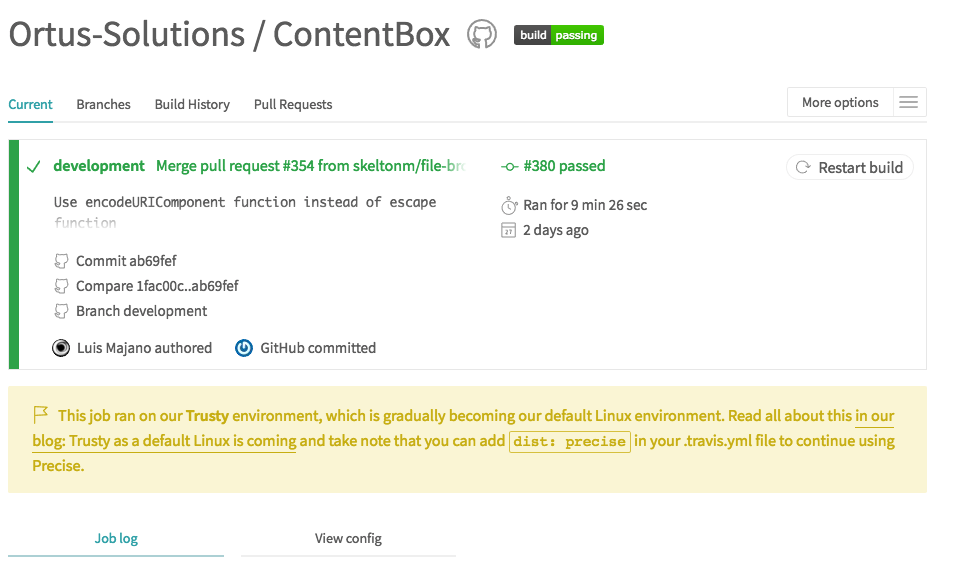 Ortus-Solutions / ContentBox build passing
Current Branches Build History Pull Requests More options
development Merge pull request #354 from skeltonm/file-bro #380 passed Restart build
Use encodeURIComponent function instead of escape
function
Ran for 9 min 26 sec
27 2 days ago
Commit ab69fef
Compare 1fac00c..ab69fef
Branch development
Luis Majano authored GitHub committed
This job ran on our Trusty environment, which is gradually becoming our default Linux environment. Read all about this in our
blog: Trusty as a default Linux is coming and take note that you can add dist: precise in your .travis.yml file to continue using
Precise.
Job log View config